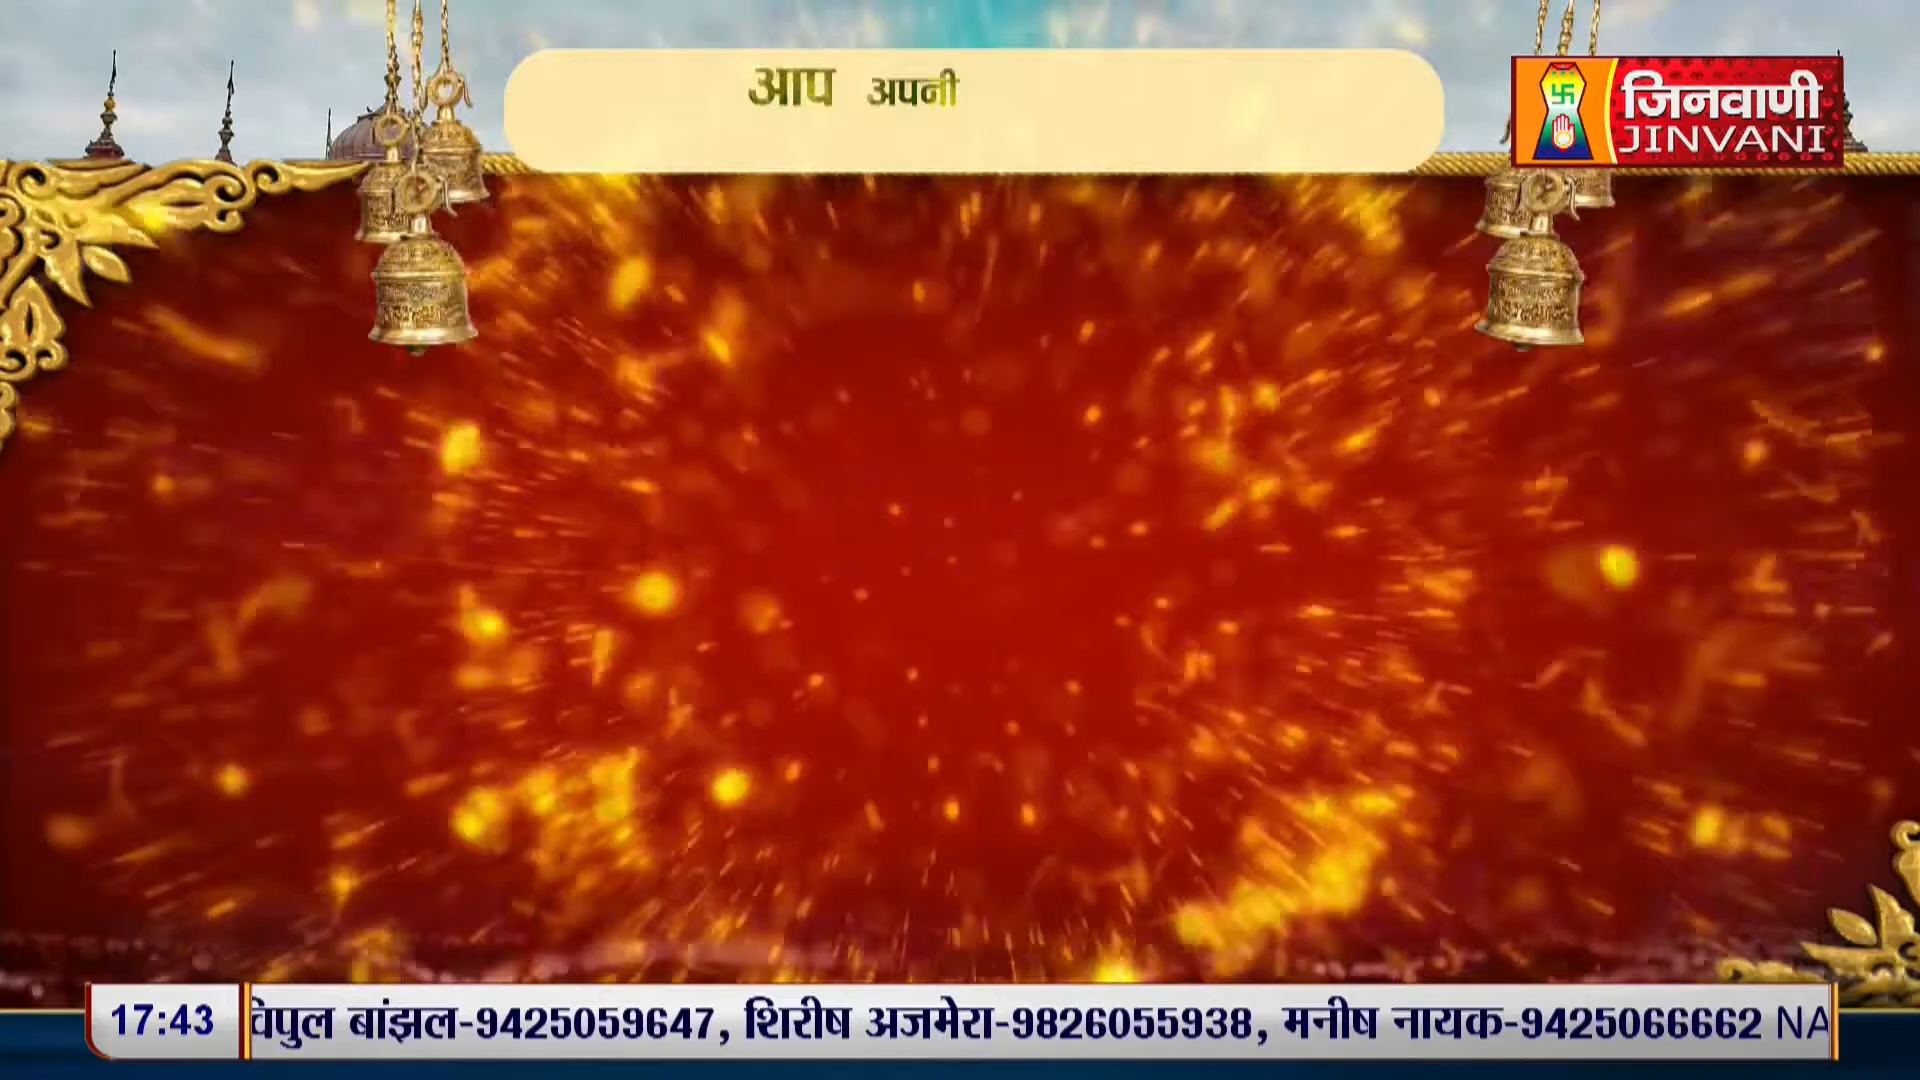 आप अपनी
जिनवाणी
JINVANI
17:43
विपुल बांझल-9425059647, शिरीष अजमेरा-9826055938, मनीष नायक-9425066662 NA